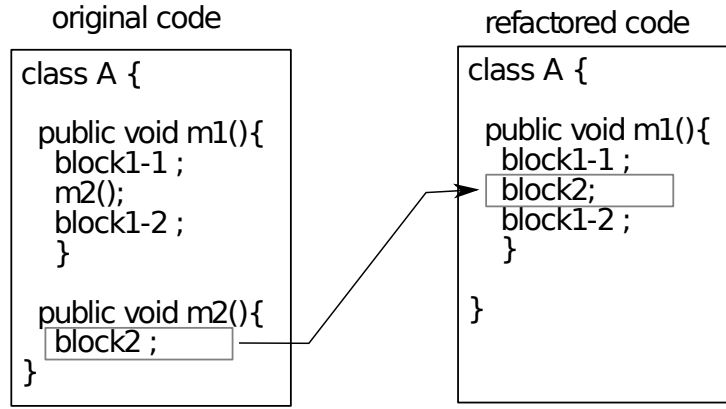 original code
class A {
public void m1(){
block1-1 ;
m2();
block1-2 ;
}
public void m2(){
block2 ;
}
refactored code
class A {
public void m1(){
block1-1 ;
block2;
block1-2 ;
}
}